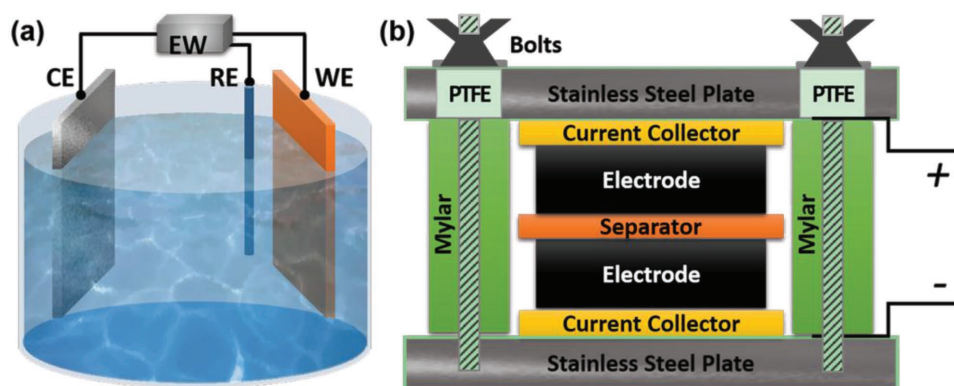 (a)
EW
CE
RE
WE
(b)
Bolts
PTFE
Stainless Steel Plate
PTFE
Current Collector
Electrode
+
Mylar
Separator
Mylar
Electrode
-
Current Collector
Stainless Steel Plate